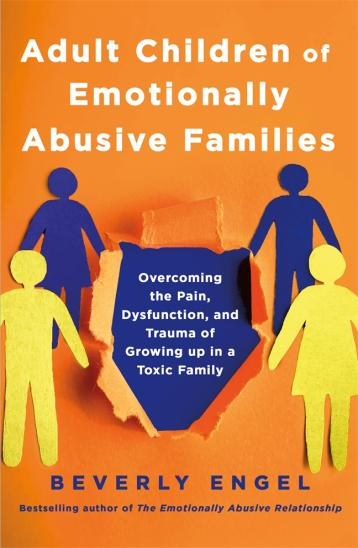 Adult Children of
Emotionally
Abusive Families
Overcoming
the Pain,
Dysfunction, and
Trauma of
Growing up in a
Toxic Family
BEVERLY ENGEL
Bestselling author of The Emotionally Abusive Relationship